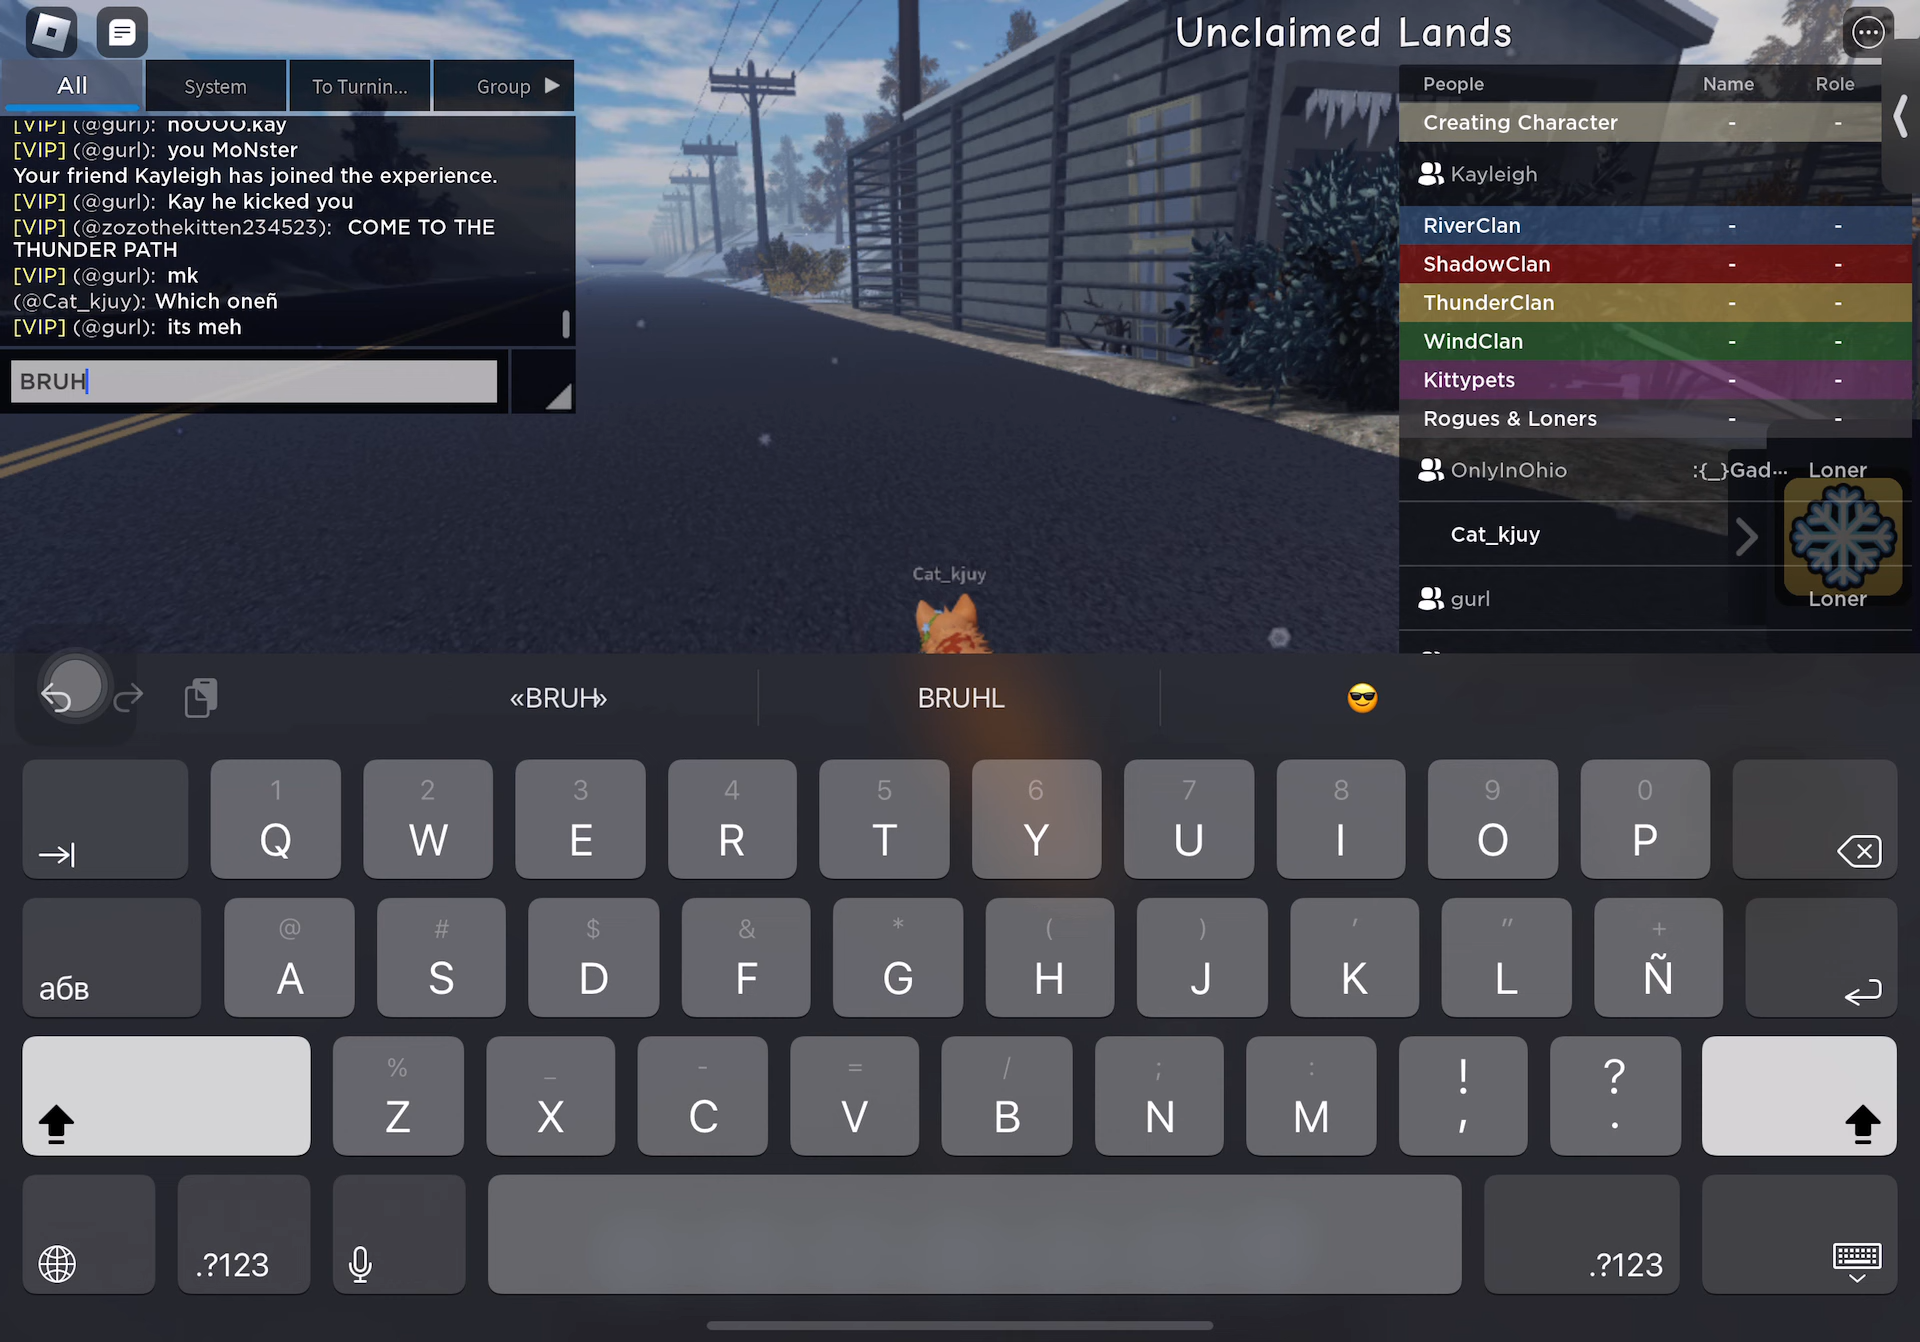 Unclaimed Lands
All
System
To Turnin...
Group
[VIP] (@gurl): noOOO.kay
[VIP] (@gurl): you MoNster
Your friend Kayleigh has joined the experience.
[VIP] (@gurl): Kay he kicked you
[VIP] (@zozothekitten234523): COME TO THE
THUNDER PATH
[VIP] (@gurl): mk
(@Cat_kjuy): Which oneñ
[VIP] (@gurl): its meh
BRUH
People Name Role
Creating Character - -
Kayleigh
RiverClan - -
ShadowClan - -
ThunderClan - -
WindClan - -
Kittypets - -
Rogues & Loners - -
OnlyInOhio :{_}Gad... Loner
Cat_kjuy
gurl Loner
Cat_kjuy
«BRUH» BRUHL 😎
1 2 3 4 5 6 7 8 9 0
Q W E R T Y U I O P
@ # $ & * ( ) ' " +
абв A S D F G H J K L Ñ
% _ - = / ; : ! ?
Z X C V B N M , .
.?123 .?123